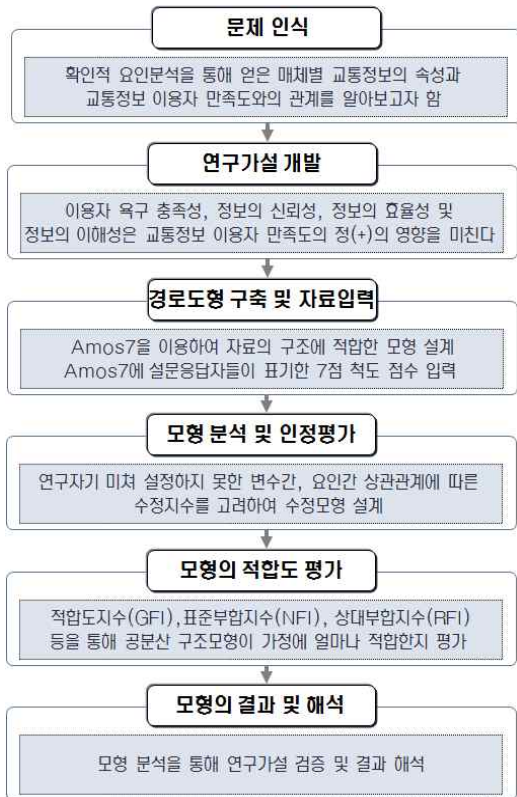 문제 인식
확인적 요인분석을 통해 얻은 매체별 교통정보의 속성과
교통정보 이용자 만족도와의 관계를 알아보고자 함
연구가설 개발
이용자 욕구 충족성, 정보의 신뢰성, 정보의 효율성 및
정보의 이해성은 교통정보 이용자 만족도의 정(+)의 영향을 미친다
경로도형 구축 및 자료입력
Amos7을 이용하여 자료의 구조에 적합한 모형 설계
Amos7에 설문응답자들이 표기한 7점 척도 점수 입력
모형 분석 및 인정평가
연구자기 미쳐 설정하지 못한 변수간, 요인간 상관관계에 따른
수정지수를 고려하여 수정모형 설계
모형의 적합도 평가
적합도지수(GFI),표준부합지수(NFI), 상대부합지수(RFI)
등을 통해 공분산 구조모형이 가정에 얼마나 적합한지 평가
모형의 결과 및 해석
모형 분석을 통해 연구가설 검증 및 결과 해석